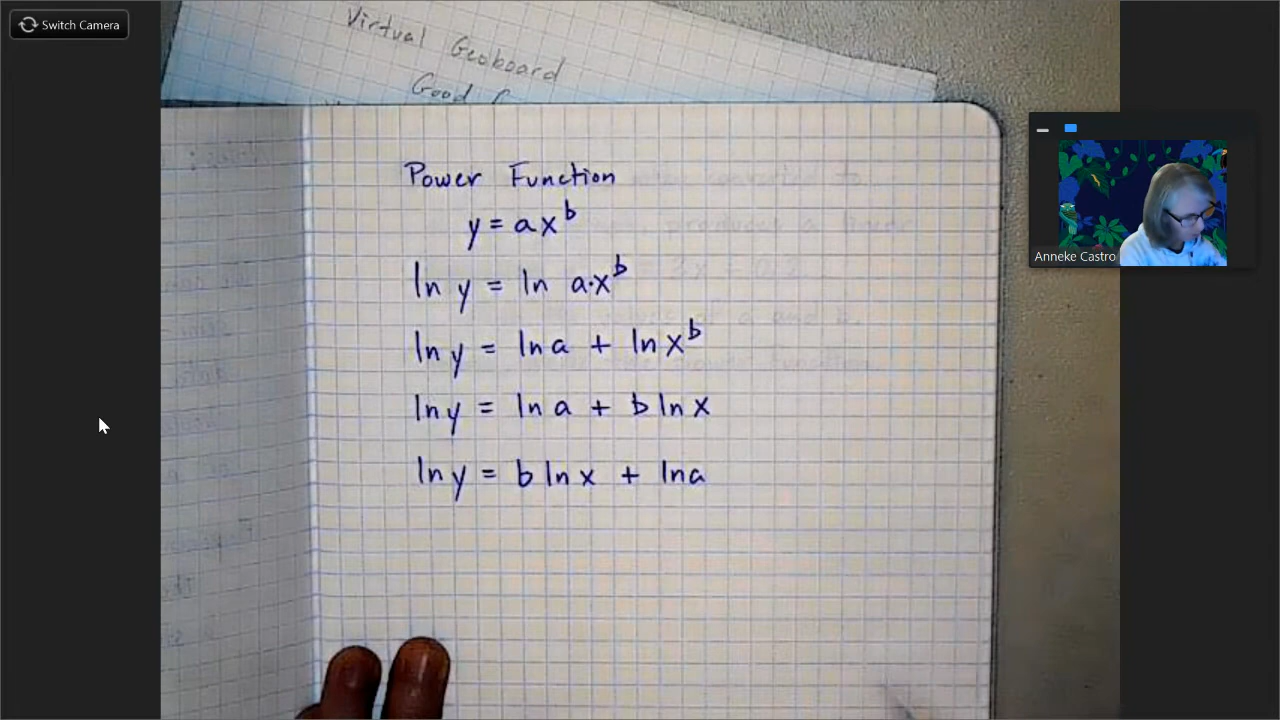 Switch Camera
Virtual Geoboard
Good
Power Function
y = ax^b
ln y = ln a·x^b
ln y = ln a + ln x^b
ln y = ln a + b ln x
ln y = b ln x + ln a
Anneke Castro